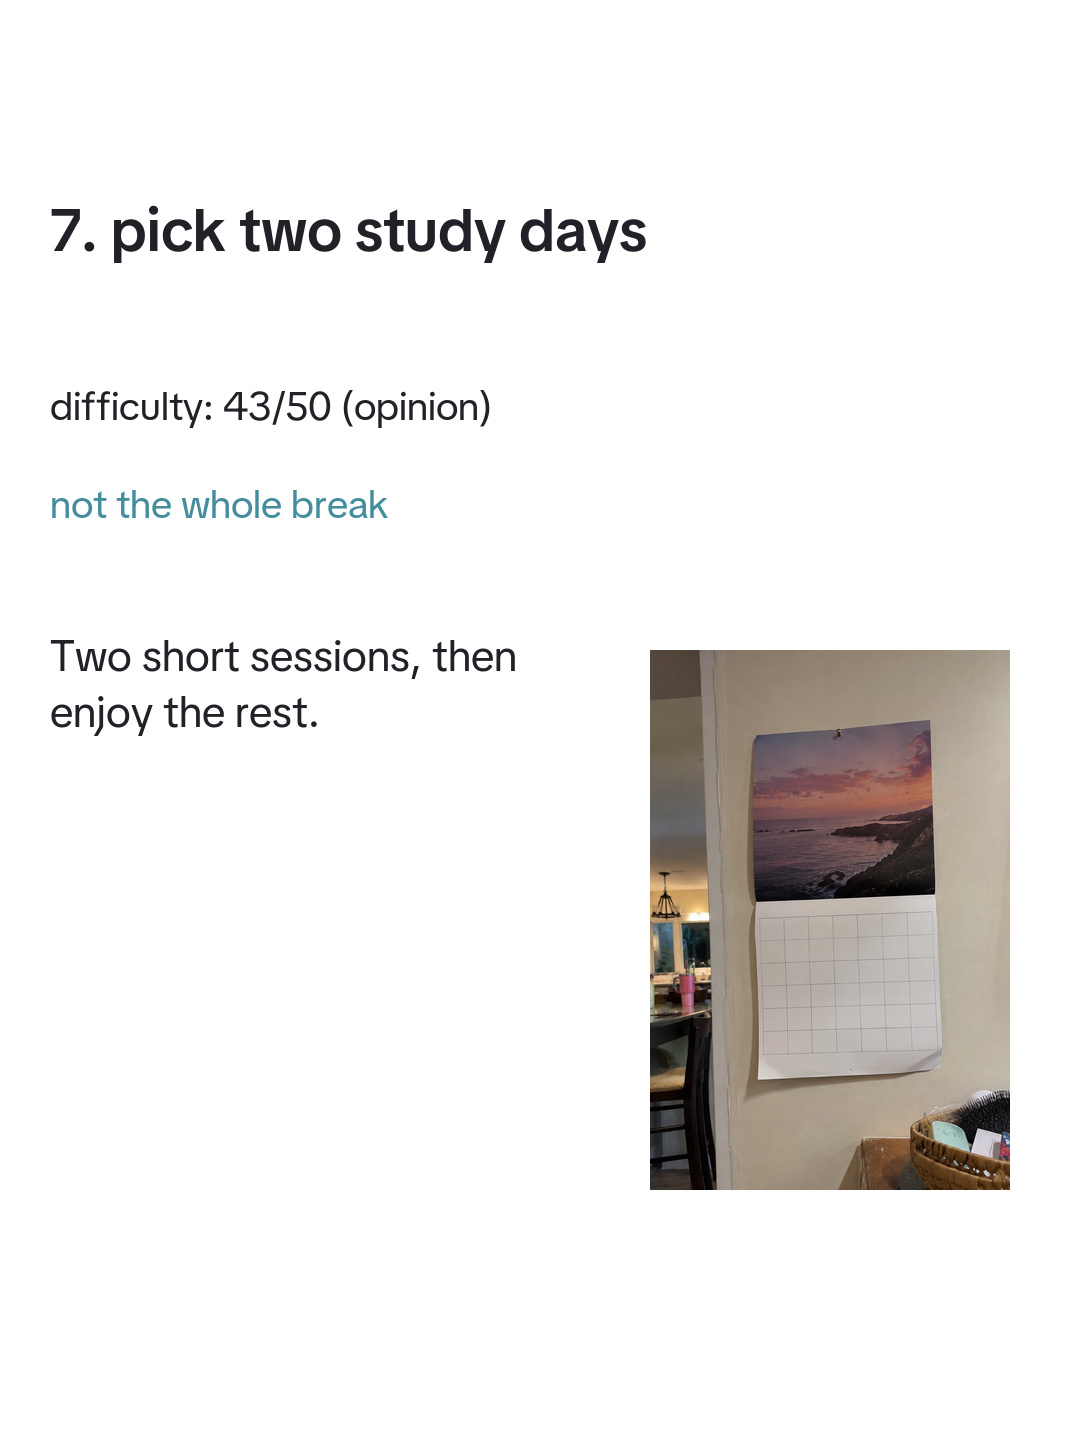 7. pick two study days
difficulty: 43/50 (opinion)
not the whole break
Two short sessions, then
enjoy the rest.